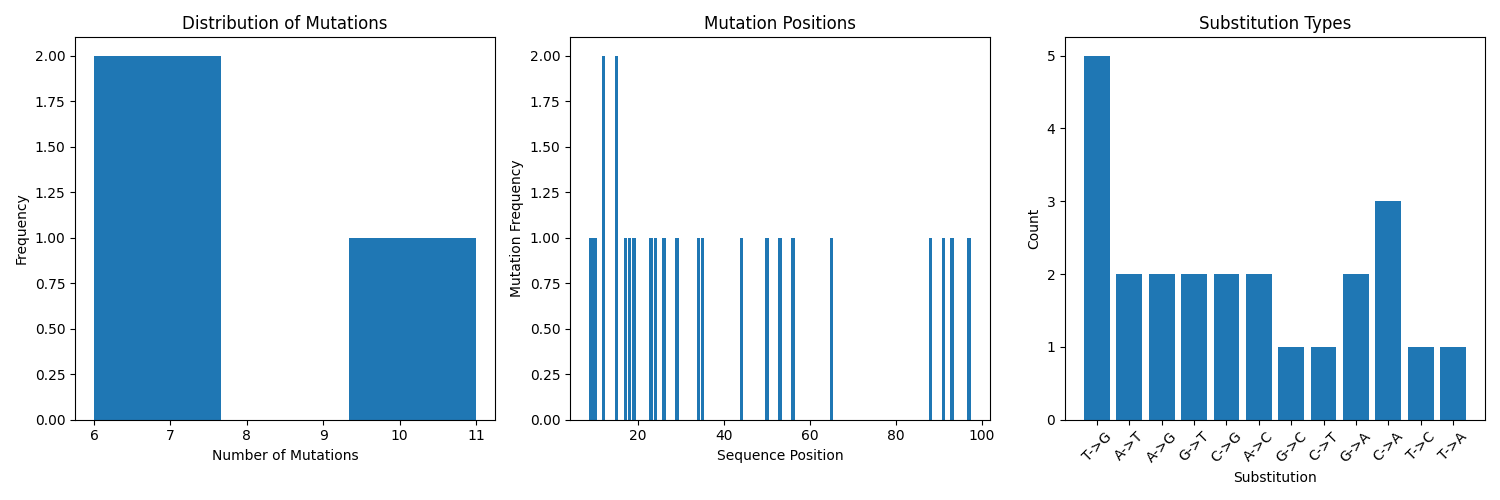 Distribution of Mutations
Frequency
2.00
1.75
1.50
1.25
1.00
0.75
0.50
0.25
0.00
6 7 8 9 10 11
Number of Mutations
Mutation Positions
Mutation Frequency
2.00
1.75
1.50
1.25
1.00
0.75
0.50
0.25
0.00
20 40 60 80 100
Sequence Position
Substitution Types
Count
5
4
3
2
1
0
T->G A->T A->G G->T C->G A->C G->C C->T G->A C->A T->C T->A
Substitution